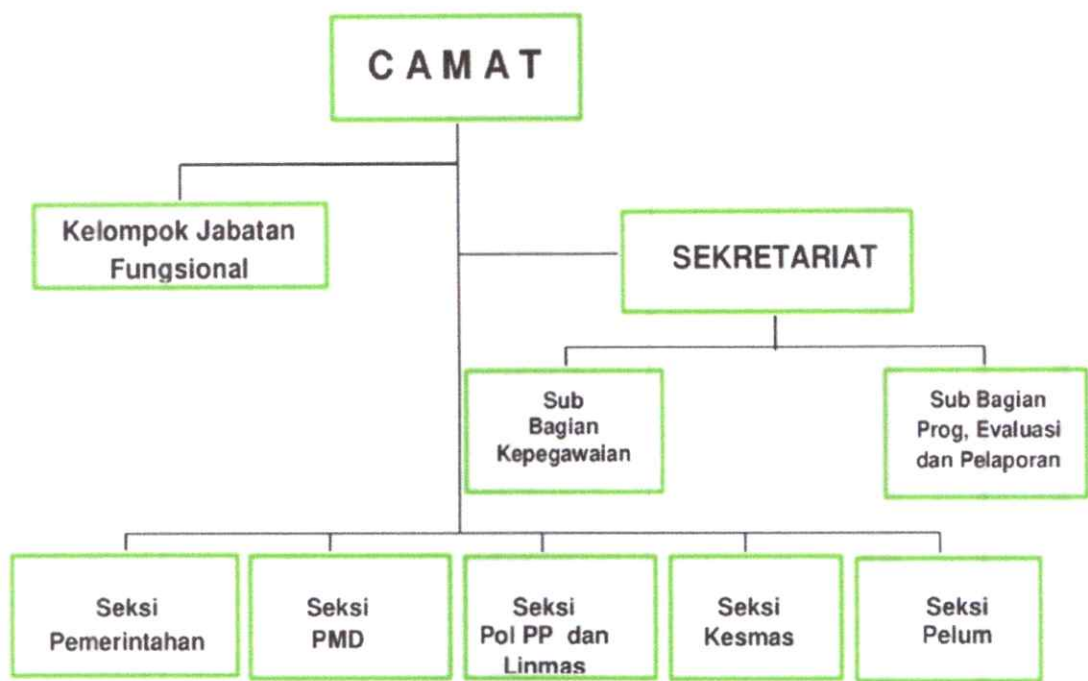 C A M A T
Kelompok Jabatan
Fungsional
SEKRETARIAT
Sub
Bagian
Kepegawaian
Sub Bagian
Prog, Evaluasi
dan Pelaporan
Seksi
Pemerintahan
Seksi
PMD
Seksi
Pol PP dan
Linmas
Seksi
Kesmas
Seksi
Pelum